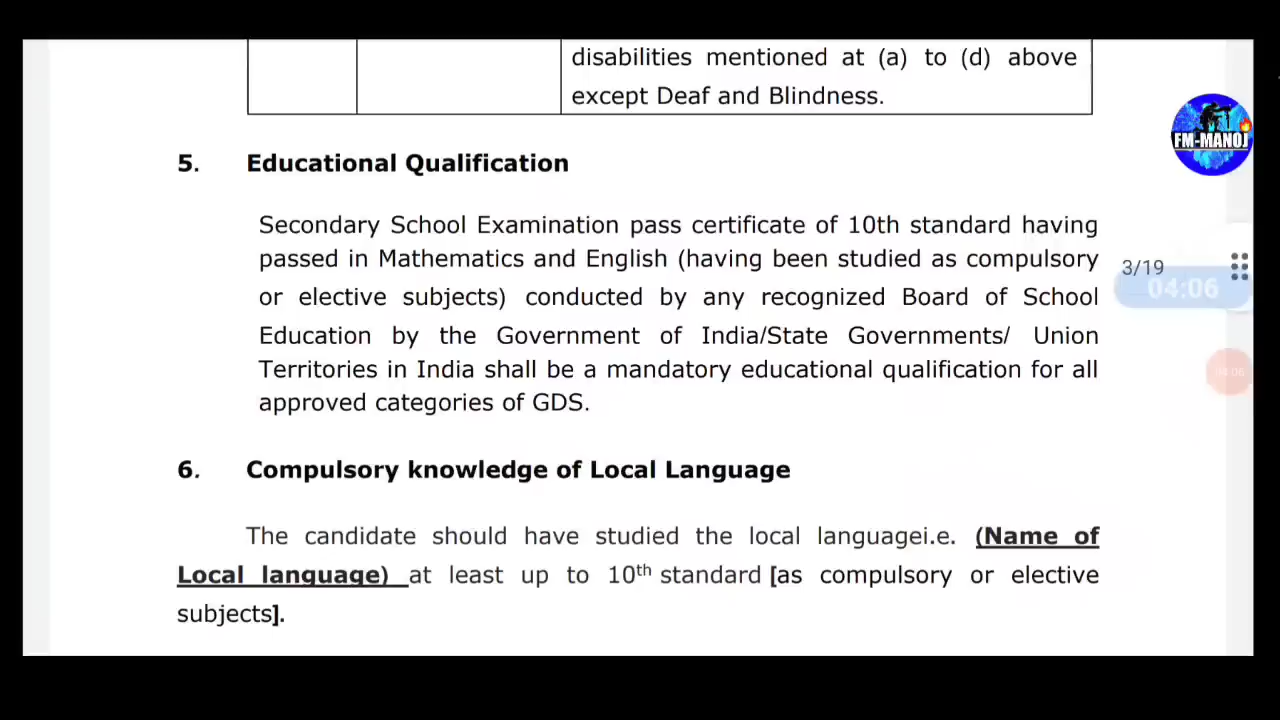 disabilities mentioned at (a) to (d) above
except Deaf and Blindness.
FM-MANOJ
5. Educational Qualification
Secondary School Examination pass certificate of 10th standard having
passed in Mathematics and English (having been studied as compulsory
3/19
or elective subjects) conducted by any recognized Board of School
04:06
Education by the Government of India/State Governments/ Union
Territories in India shall be a mandatory educational qualification for all
04:06
approved categories of GDS.
6. Compulsory knowledge of Local Language
The candidate should have studied the local languagei.e. (Name of
Local language) at least up to 10th standard [as compulsory or elective
subjects].